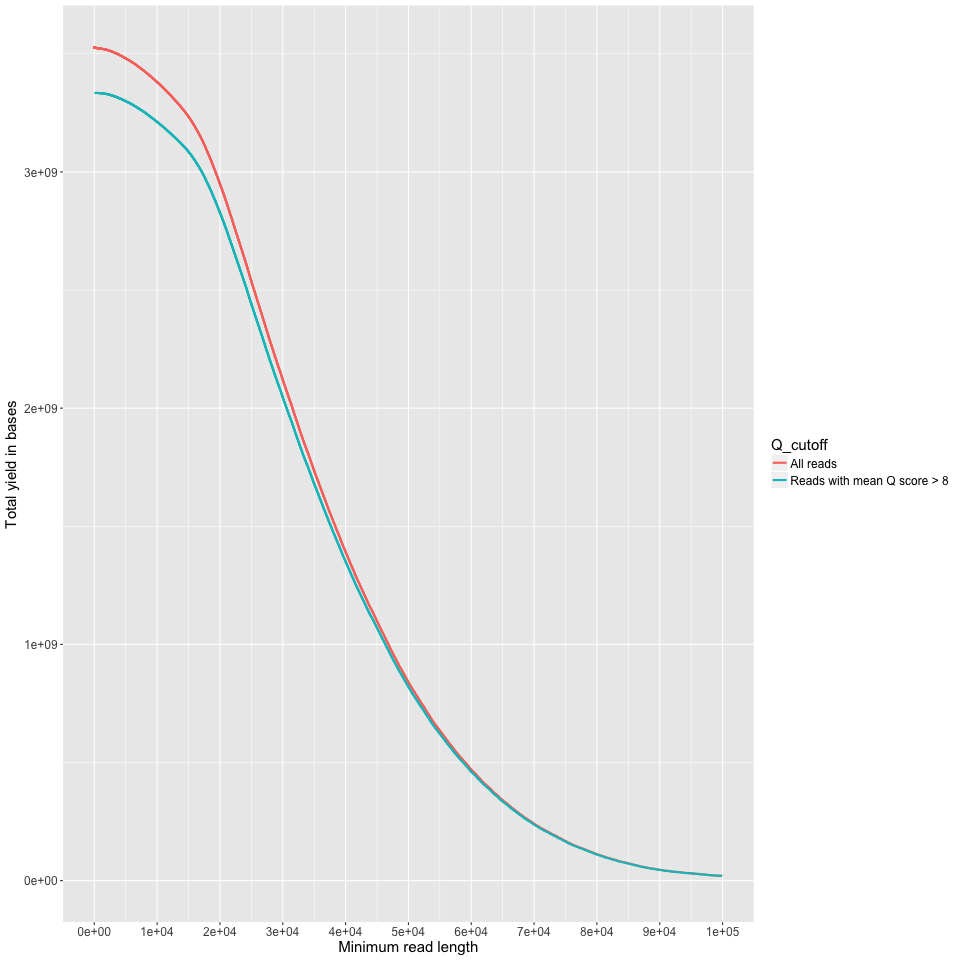 Total yield in bases
3e+09
2e+09
1e+09
0e+00
0e+00 1e+04 2e+04 3e+04 4e+04 5e+04 6e+04 7e+04 8e+04 9e+04 1e+05
Minimum read length
Q_cutoff
All reads
Reads with mean Q score > 8